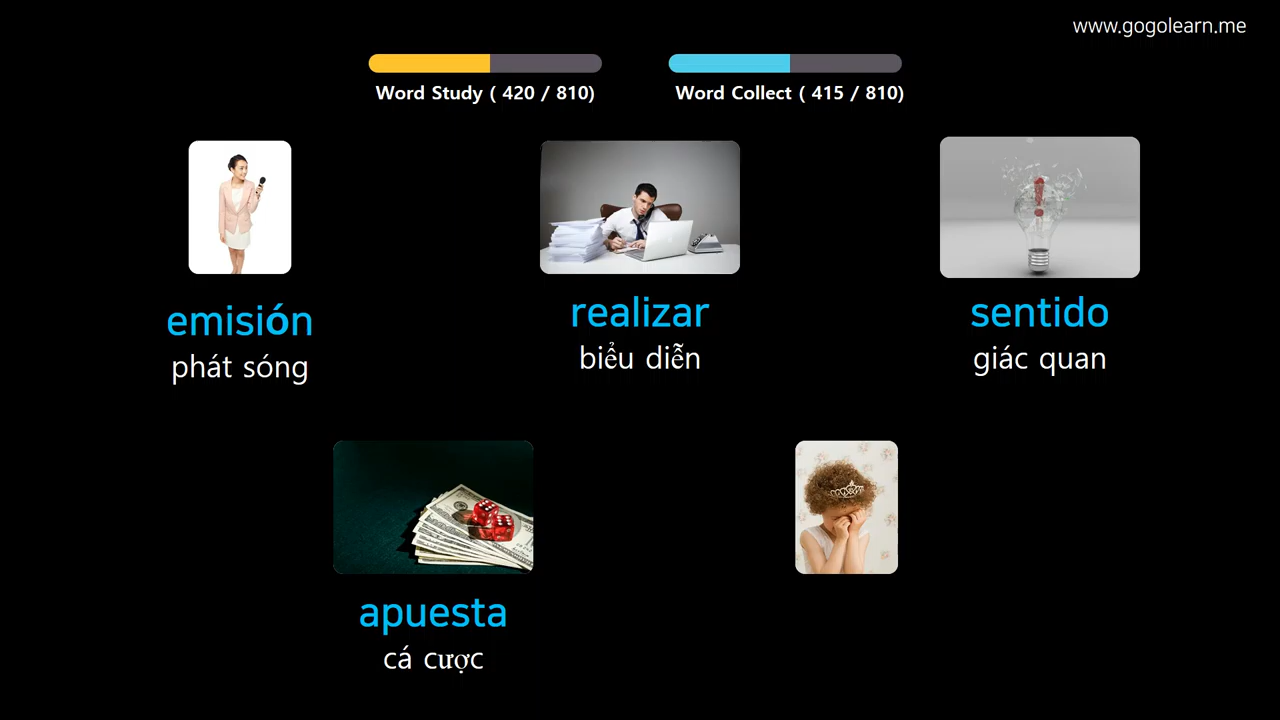 www.gogolearn.me
Word Study ( 420 / 810)
Word Collect ( 415 / 810)
emisión
phát sóng
realizar
biểu diễn
sentido
giác quan
apuesta
cá cược